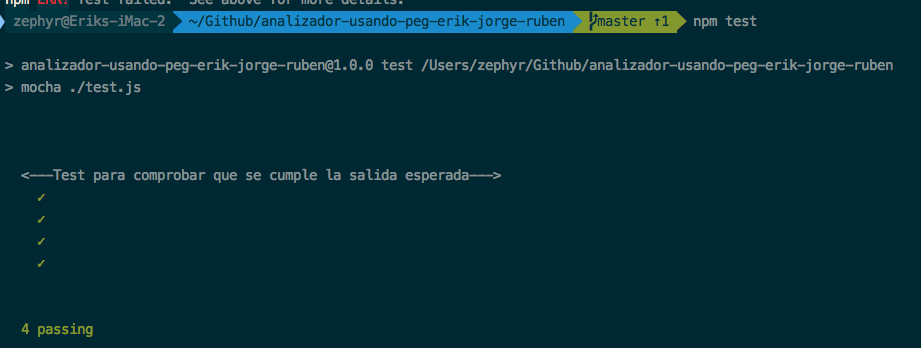 npm ERR! Test failed.  See above for more details.
zephyr@Eriks-iMac-2 ~/Github/analizador-usando-peg-erik-jorge-ruben master ↑1 npm test
> analizador-usando-peg-erik-jorge-ruben@1.0.0 test /Users/zephyr/Github/analizador-usando-peg-erik-jorge-ruben
> mocha ./test.js
<---Test para comprobar que se cumple la salida esperada--->
✓
✓
✓
✓
4 passing